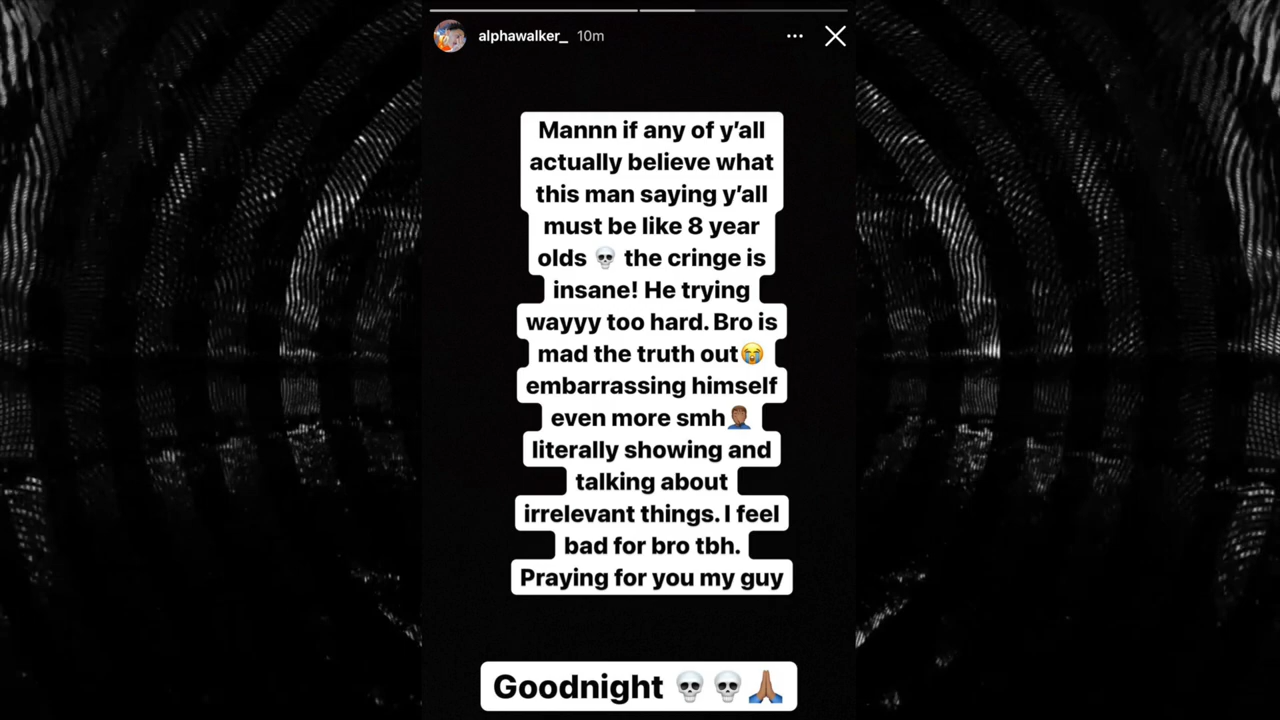 alphawalker_ 10m
Mannn if any of y’all
actually believe what
this man saying y’all
must be like 8 year
olds 💀 the cringe is
insane! He trying
wayyy too hard. Bro is
mad the truth out😭
embarrassing himself
even more smh🤦🏾‍♂️
literally showing and
talking about
irrelevant things. I feel
bad for bro tbh.
Praying for you my guy
Goodnight 💀💀🙏🏾